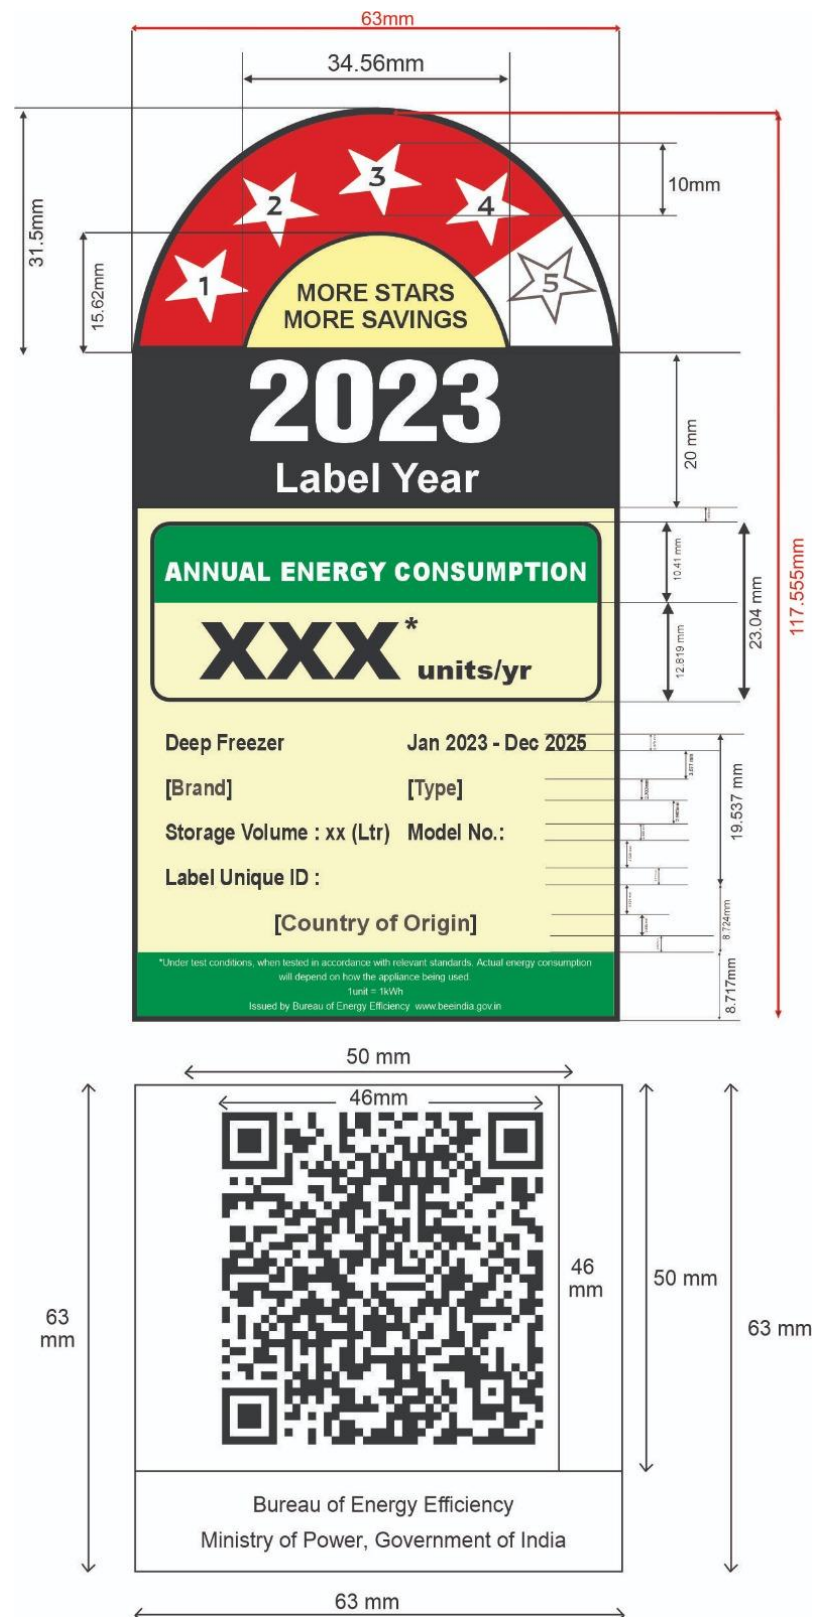 63mm
34.56mm
31.5mm
15.62mm
10mm
1
2
3
4
5
MORE STARS
MORE SAVINGS
2023
Label Year
20 mm
117.555mm
ANNUAL ENERGY CONSUMPTION
10.41 mm
23.04 mm
XXX*
units/yr
12.819 mm
Deep Freezer Jan 2023 - Dec 2025
[Brand] [Type]
Storage Volume : xx (Ltr) Model No.:
Label Unique ID :
[Country of Origin]
19.537 mm
8.724mm
8.717mm
*Under test conditions, when tested in accordance with relevant standards. Actual energy consumption
will depend on how the appliance being used.
1unit = 1kWh
Issued by Bureau of Energy Efficiency www.beeindia.gov.in
50 mm
46mm
46
mm
50 mm
63
mm
63 mm
Bureau of Energy Efficiency
Ministry of Power, Government of India
63 mm